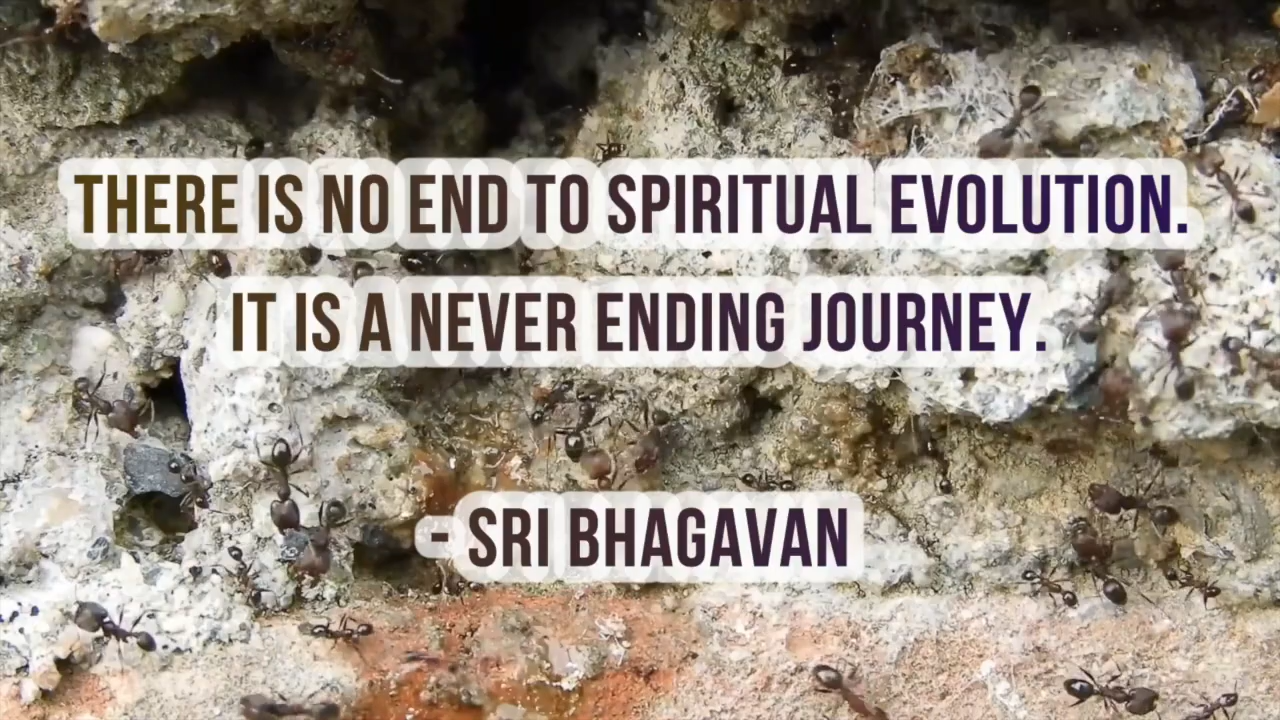 THERE IS NO END TO SPIRITUAL EVOLUTION.
IT IS A NEVER ENDING JOURNEY.
- SRI BHAGAVAN